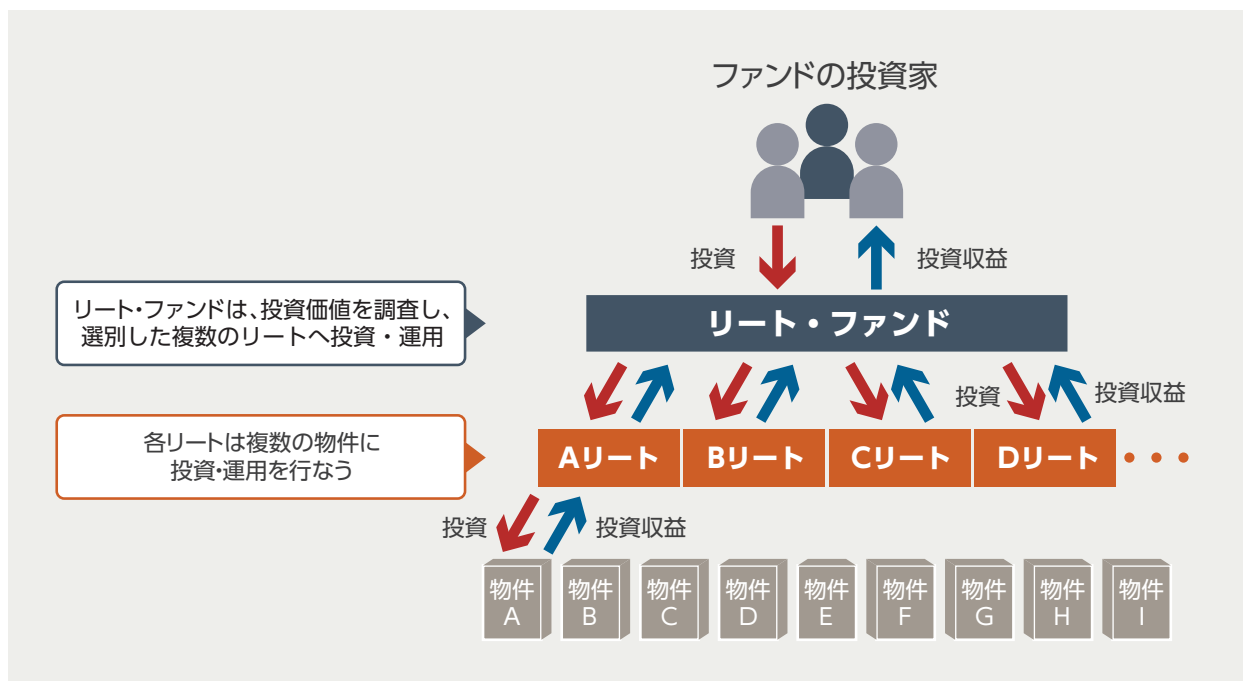 ファンドの投資家
投資
投資収益
リート・ファンドは、投資価値を調査し、
選別した複数のリートへ投資・運用
リート・ファンド
投資
投資収益
各リートは複数の物件に
投資・運用を行なう
Aリート
Bリート
Cリート
Dリート
・・・
投資
投資収益
物件
A
物件
B
物件
C
物件
D
物件
E
物件
F
物件
G
物件
H
物件
I